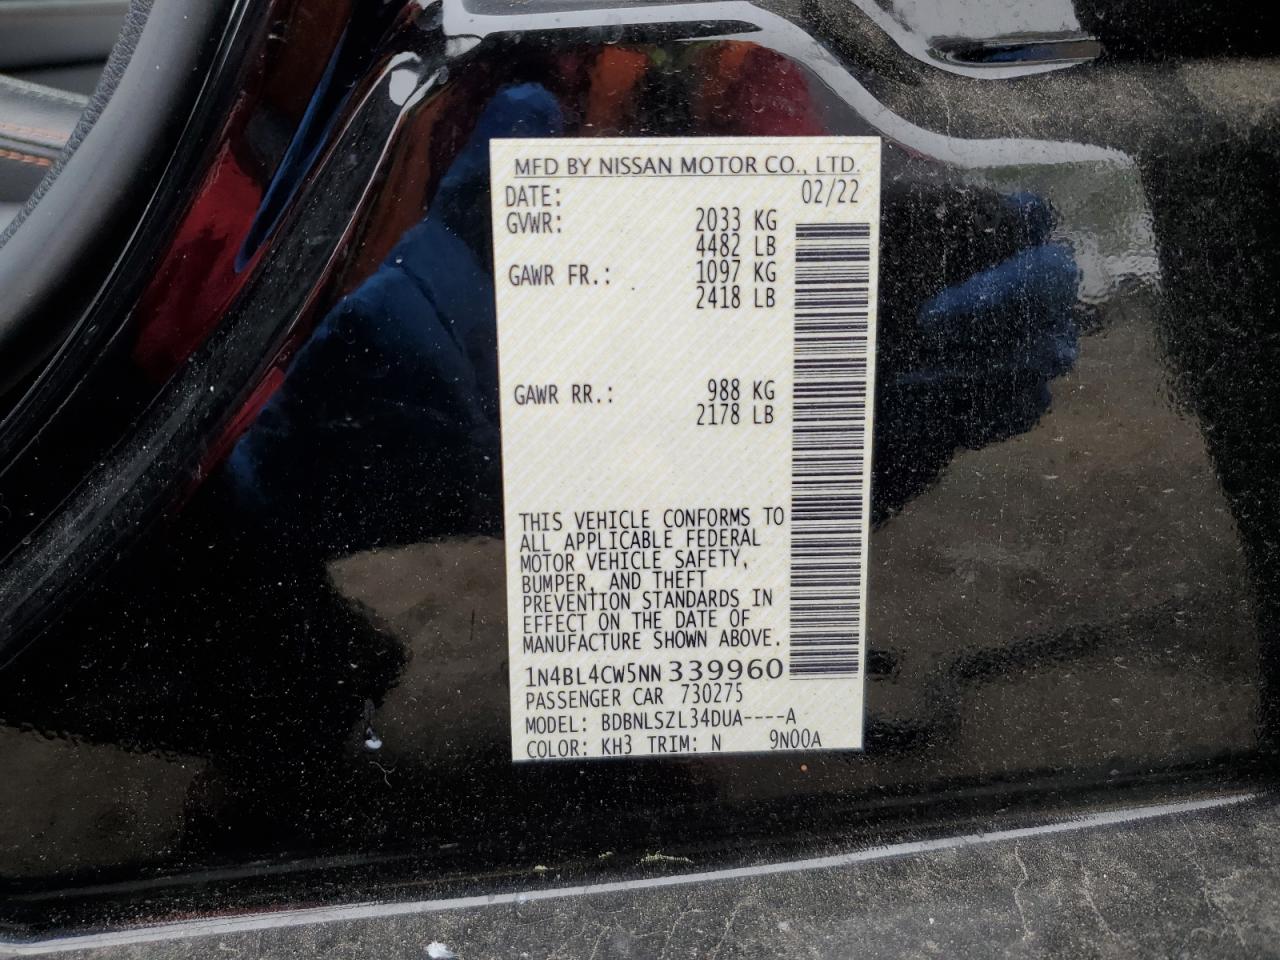 MFD BY NISSAN MOTOR CO., LTD.
DATE: 02/22
GVWR: 2033 KG
4482 LB
GAWR FR.: 1097 KG
2418 LB
GAWR RR.: 988 KG
2178 LB
THIS VEHICLE CONFORMS TO
ALL APPLICABLE FEDERAL
MOTOR VEHICLE SAFETY,
BUMPER, AND THEFT
PREVENTION STANDARDS IN
EFFECT ON THE DATE OF
MANUFACTURE SHOWN ABOVE.
1N4BL4CW5NN339960
PASSENGER CAR 730275
MODEL: BDBNLSZL34DUA----A
COLOR: KH3 TRIM: N 9N00A